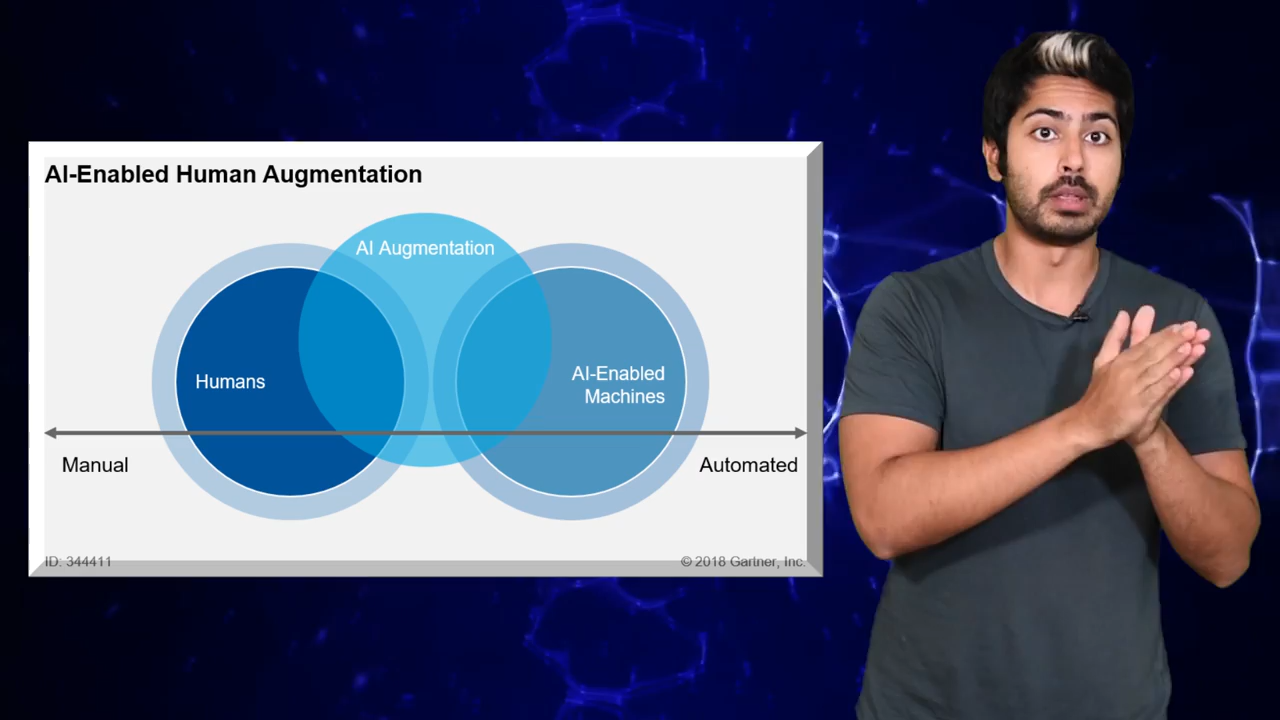 AI-Enabled Human Augmentation
AI Augmentation
Humans
AI-Enabled
Machines
Manual
Automated
ID: 344411
© 2018 Gartner, Inc.